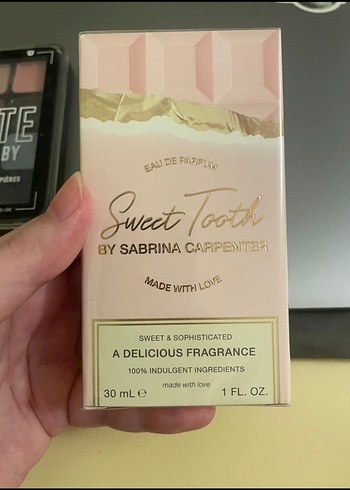 TE
BY
PIÈRES
EAU DE PARFUM
Sweet Tooth
BY SABRINA CARPENTER
MADE WITH LOVE
SWEET & SOPHISTICATED
A DELICIOUS FRAGRANCE
100% INDULGENT INGREDIENTS
made with love
30 mL ℮ 1 FL. OZ.